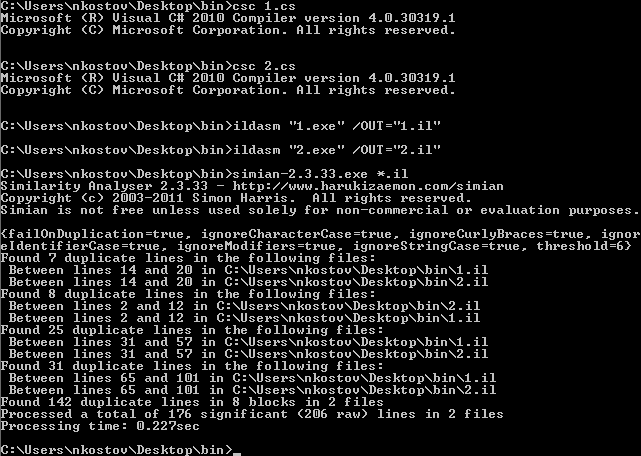 C:\Users\nkostov\Desktop\bin>csc 1.cs
Microsoft (R) Visual C# 2010 Compiler version 4.0.30319.1
Copyright (C) Microsoft Corporation. All rights reserved.
C:\Users\nkostov\Desktop\bin>csc 2.cs
Microsoft (R) Visual C# 2010 Compiler version 4.0.30319.1
Copyright (C) Microsoft Corporation. All rights reserved.
C:\Users\nkostov\Desktop\bin>ildasm "1.exe" /OUT="1.il"
C:\Users\nkostov\Desktop\bin>ildasm "2.exe" /OUT="2.il"
C:\Users\nkostov\Desktop\bin>simian-2.3.33.exe *.il
Similarity Analyser 2.3.33 - http://www.harukizaemon.com/simian
Copyright (c) 2003-2011 Simon Harris.  All rights reserved.
Simian is not free unless used solely for non-commercial or evaluation purposes.
{failOnDuplication=true, ignoreCharacterCase=true, ignoreCurlyBraces=true, ignor
eIdentifierCase=true, ignoreModifiers=true, ignoreStringCase=true, threshold=6}
Found 7 duplicate lines in the following files:
 Between lines 14 and 20 in C:\Users\nkostov\Desktop\bin\1.il
 Between lines 14 and 20 in C:\Users\nkostov\Desktop\bin\2.il
Found 8 duplicate lines in the following files:
 Between lines 2 and 12 in C:\Users\nkostov\Desktop\bin\2.il
 Between lines 2 and 12 in C:\Users\nkostov\Desktop\bin\1.il
Found 25 duplicate lines in the following files:
 Between lines 31 and 57 in C:\Users\nkostov\Desktop\bin\1.il
 Between lines 31 and 57 in C:\Users\nkostov\Desktop\bin\2.il
Found 31 duplicate lines in the following files:
 Between lines 65 and 101 in C:\Users\nkostov\Desktop\bin\1.il
 Between lines 65 and 101 in C:\Users\nkostov\Desktop\bin\2.il
Found 142 duplicate lines in 8 blocks in 2 files
Processed a total of 176 significant (206 raw) lines in 2 files
Processing time: 0.227sec
C:\Users\nkostov\Desktop\bin>_